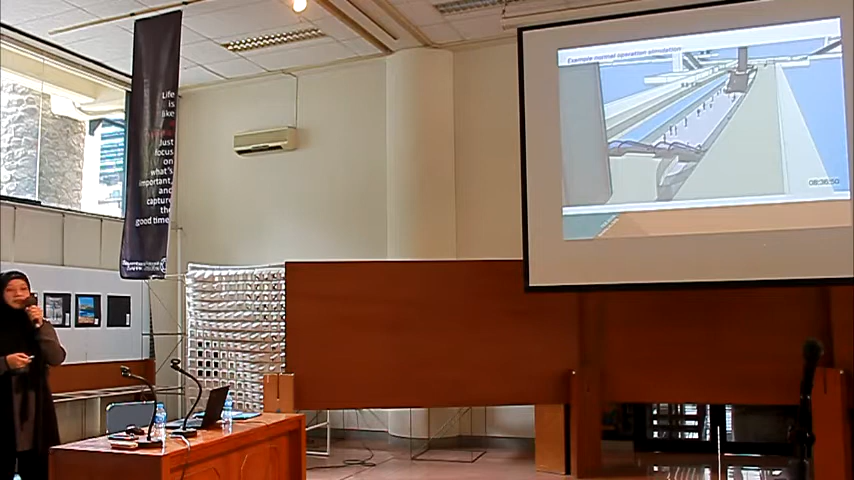 Life
is
like
Just
focus
on
what's
important
and
capture
the
good time
Example normal operation simulation
08:36:50